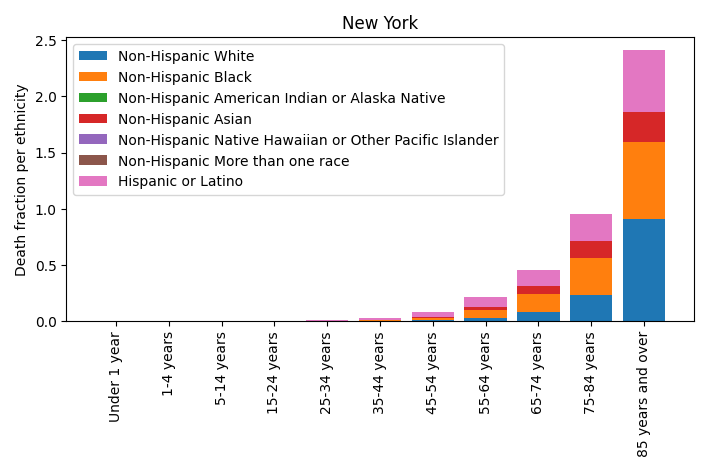 New York
2.5
2.0
1.5
1.0
0.5
0.0
Death fraction per ethnicity
Non-Hispanic White
Non-Hispanic Black
Non-Hispanic American Indian or Alaska Native
Non-Hispanic Asian
Non-Hispanic Native Hawaiian or Other Pacific Islander
Non-Hispanic More than one race
Hispanic or Latino
Under 1 year
1-4 years
5-14 years
15-24 years
25-34 years
35-44 years
45-54 years
55-64 years
65-74 years
75-84 years
85 years and over